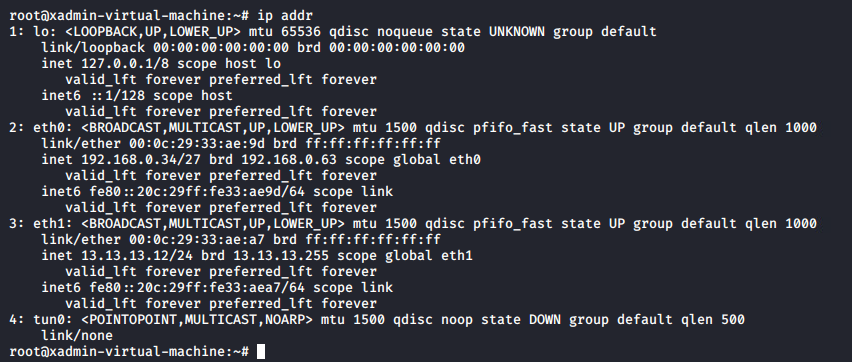 root@xadmin-virtual-machine:~# ip addr
1: lo: <LOOPBACK,UP,LOWER_UP> mtu 65536 qdisc noqueue state UNKNOWN group default
    link/loopback 00:00:00:00:00:00 brd 00:00:00:00:00:00
    inet 127.0.0.1/8 scope host lo
       valid_lft forever preferred_lft forever
    inet6 ::1/128 scope host
       valid_lft forever preferred_lft forever
2: eth0: <BROADCAST,MULTICAST,UP,LOWER_UP> mtu 1500 qdisc pfifo_fast state UP group default qlen 1000
    link/ether 00:0c:29:33:ae:9d brd ff:ff:ff:ff:ff:ff
    inet 192.168.0.34/27 brd 192.168.0.63 scope global eth0
       valid_lft forever preferred_lft forever
    inet6 fe80::20c:29ff:fe33:ae9d/64 scope link
       valid_lft forever preferred_lft forever
3: eth1: <BROADCAST,MULTICAST,UP,LOWER_UP> mtu 1500 qdisc pfifo_fast state UP group default qlen 1000
    link/ether 00:0c:29:33:ae:a7 brd ff:ff:ff:ff:ff:ff
    inet 13.13.13.12/24 brd 13.13.13.255 scope global eth1
       valid_lft forever preferred_lft forever
    inet6 fe80::20c:29ff:fe33:aea7/64 scope link
       valid_lft forever preferred_lft forever
4: tun0: <POINTOPOINT,MULTICAST,NOARP> mtu 1500 qdisc noop state DOWN group default qlen 500
    link/none
root@xadmin-virtual-machine:~#